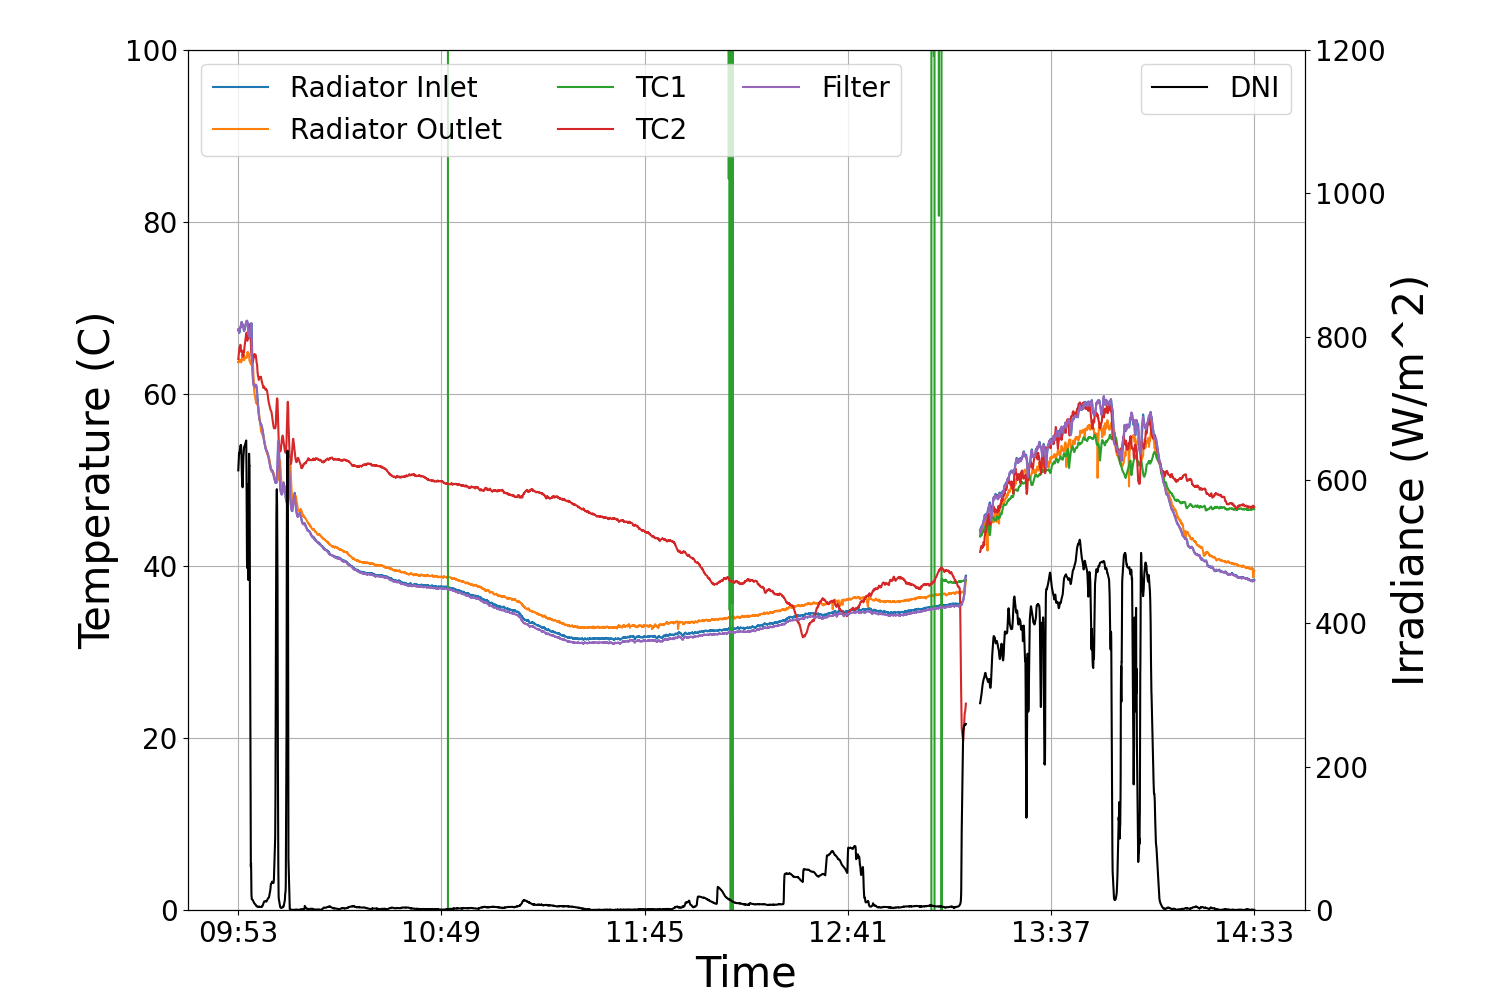 100
80
60
40
20
0
Temperature (C)
Radiator Inlet
Radiator Outlet
TC1
TC2
Filter
DNI
1200
1000
800
600
400
200
0
Irradiance (W/m^2)
09:53 10:49 11:45 12:41 13:37 14:33
Time